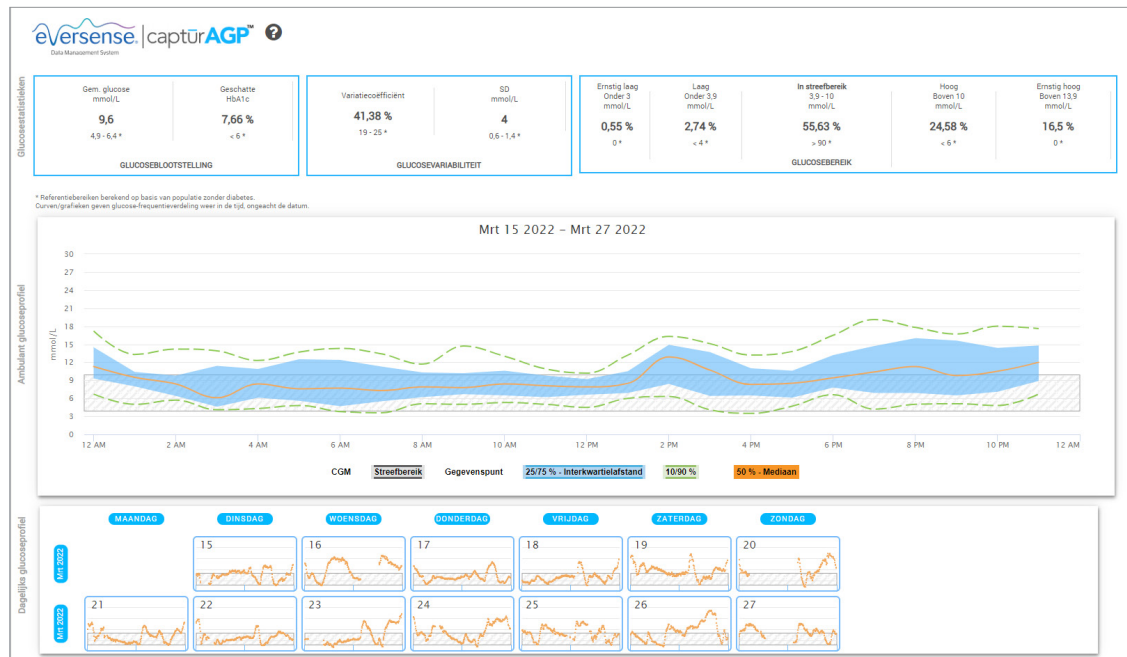 eversense. | captūrAGP™ ?
Data Management System
Glucosestatistieken
Gem. glucose
mmol/L
9,6
4,9 - 6,4 *
Geschatte
HbA1c
7,66 %
< 6 *
GLUCOSEBLOOTSTELLING
Variatiecoëfficiënt
41,38 %
19 - 25 *
SD
mmol/L
4
0,6 - 1,4 *
GLUCOSEVARIABILITEIT
Ernstig laag
Onder 3
mmol/L
0,55 %
0 *
Laag
Onder 3,9
mmol/L
2,74 %
< 4 *
In streefbereik
3,9 - 10
mmol/L
55,63 %
> 90 *
Hoog
Boven 10
mmol/L
24,58 %
< 6 *
Ernstig hoog
Boven 13,9
mmol/L
16,5 %
0 *
GLUCOSEBEREIK
* Referentiebereiken berekend op basis van populatie zonder diabetes.
Curven/grafieken geven glucose-frequentieverdeling weer in de tijd, ongeacht de datum.
Ambulant glucoseprofiel
Mrt 15 2022 – Mrt 27 2022
mmol/L
30
27
24
21
18
15
12
9
6
3
0
12 AM 2 AM 4 AM 6 AM 8 AM 10 AM 12 PM 2 PM 4 PM 6 PM 8 PM 10 PM 12 AM
CGM Streefbereik Gegevenspunt 25/75 % - Interkwartielafstand 10/90 % 50 % - Mediaan
Dagelijks glucoseprofiel
MAANDAG DINSDAG WOENSDAG DONDERDAG VRIJDAG ZATERDAG ZONDAG
Mrt 2022
15 16 17 18 19 20
Mrt 2022
21 22 23 24 25 26 27